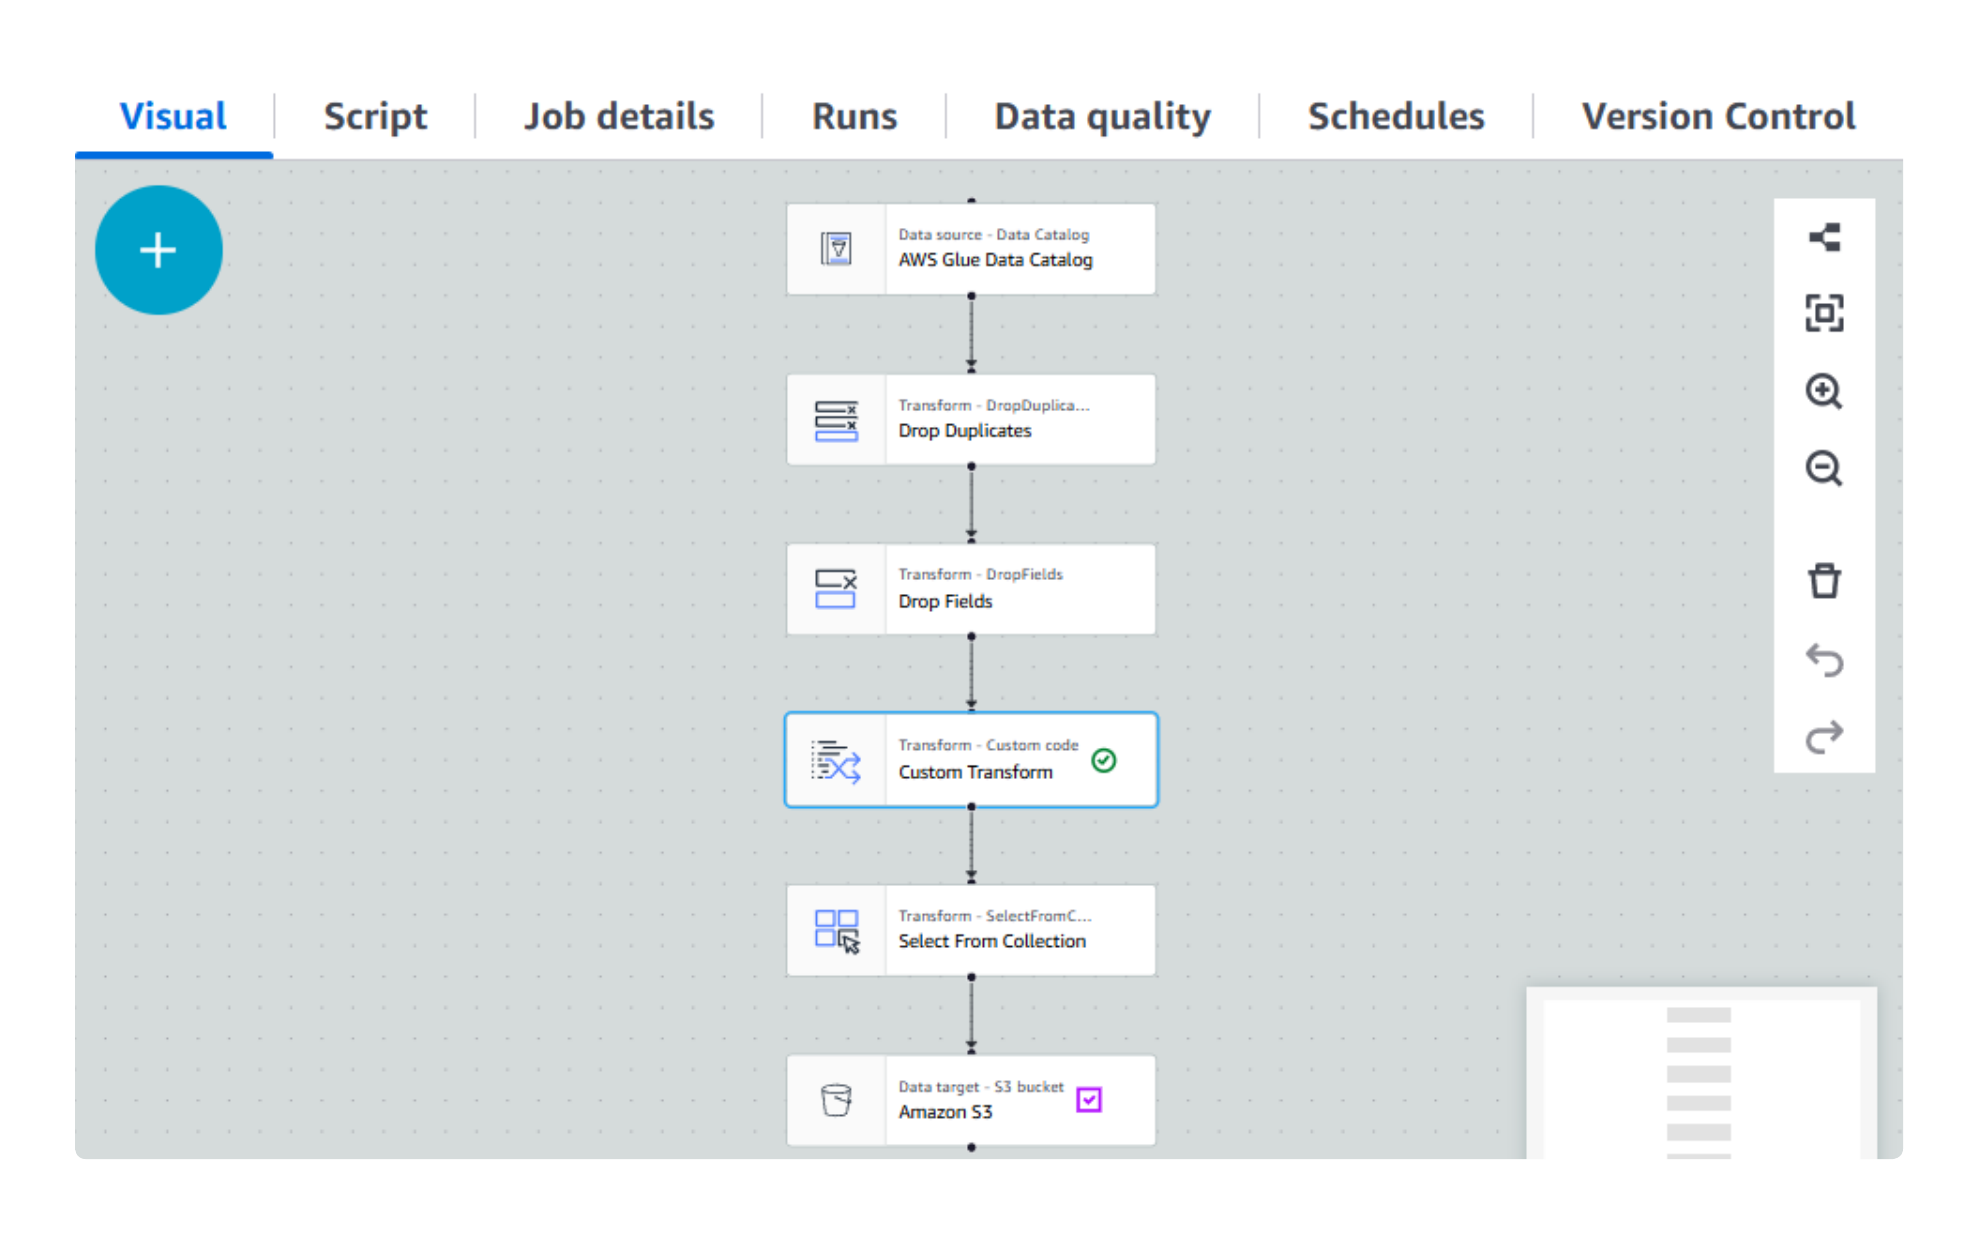 Visual Script Job details Runs Data quality Schedules Version Control
Data source - Data Catalog
AWS Glue Data Catalog
Transform - DropDuplica...
Drop Duplicates
Transform - DropFields
Drop Fields
Transform - Custom code
Custom Transform
Transform - SelectFromC...
Select From Collection
Data target - S3 bucket
Amazon S3